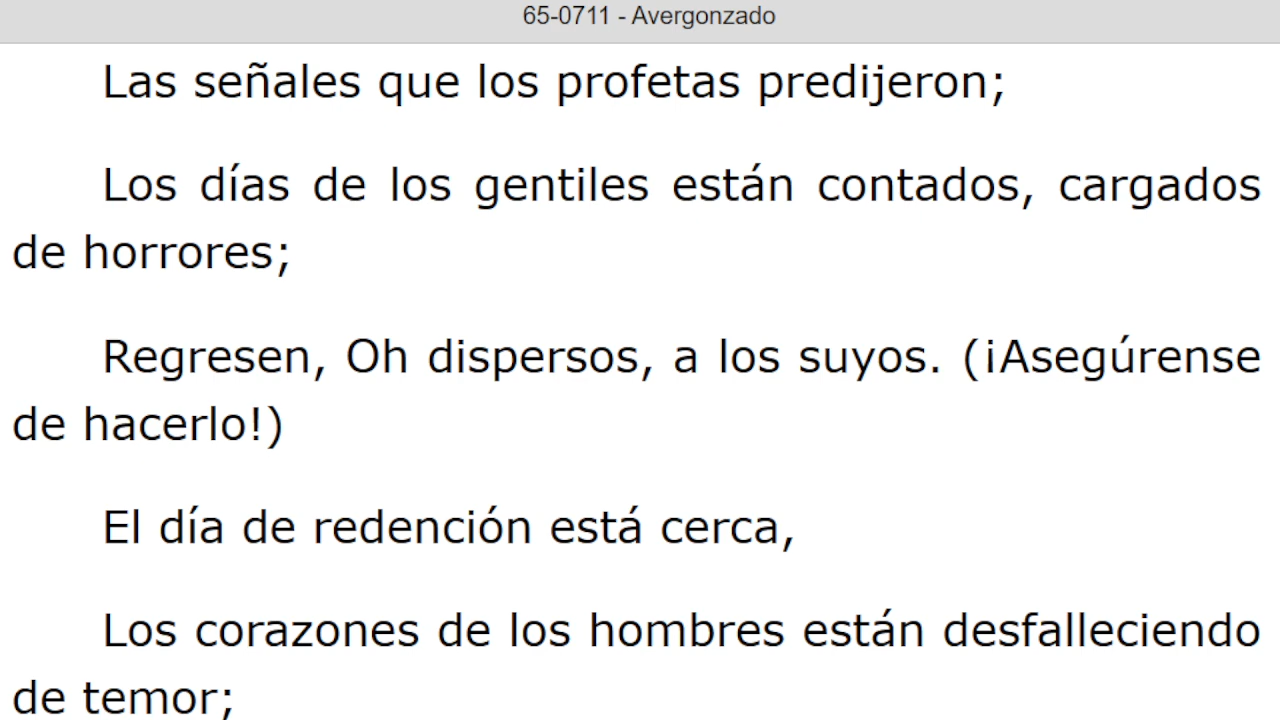 65-0711 - Avergonzado
Las señales que los profetas predijeron;
Los días de los gentiles están contados, cargados
de horrores;
Regresen, Oh dispersos, a los suyos. (¡Asegúrense
de hacerlo!)
El día de redención está cerca,
Los corazones de los hombres están desfalleciendo
de temor;